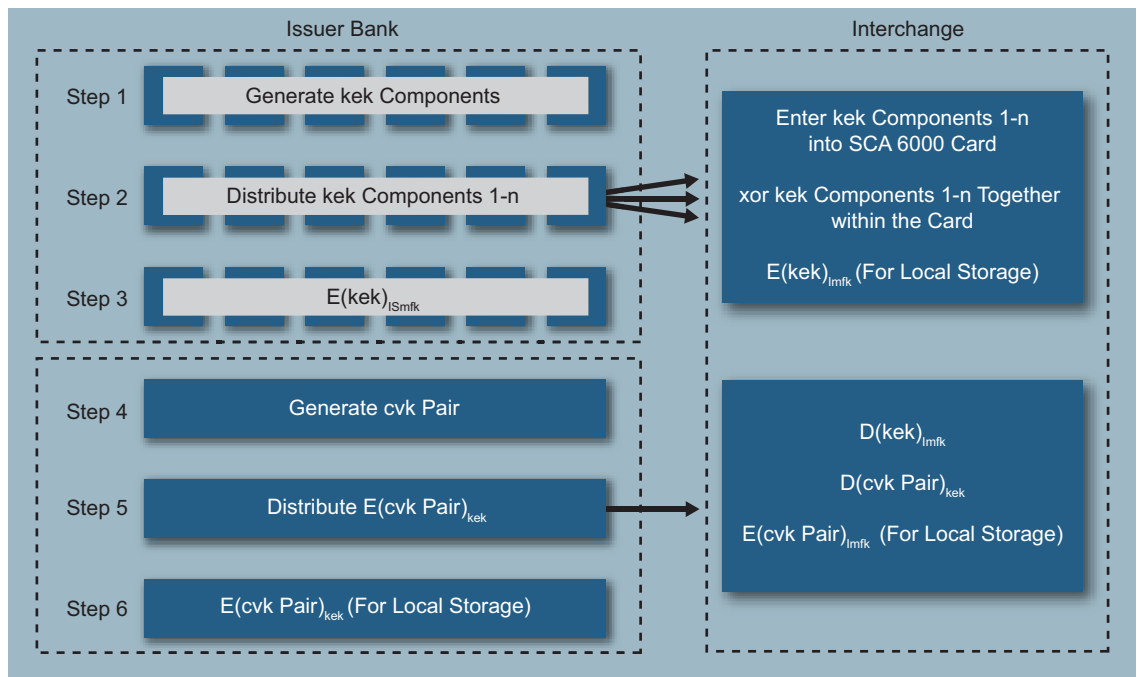 Issuer Bank
Interchange
Step 1
Generate kek Components
Step 2
Distribute kek Components 1-n
Step 3
E(kek)ISmfk
Enter kek Components 1-n
into SCA 6000 Card
xor kek Components 1-n Together
within the Card
E(kek)Imfk (For Local Storage)
Step 4
Generate cvk Pair
Step 5
Distribute E(cvk Pair)kek
Step 6
E(cvk Pair)kek (For Local Storage)
D(kek)Imfk
D(cvk Pair)kek
E(cvk Pair)Imfk (For Local Storage)